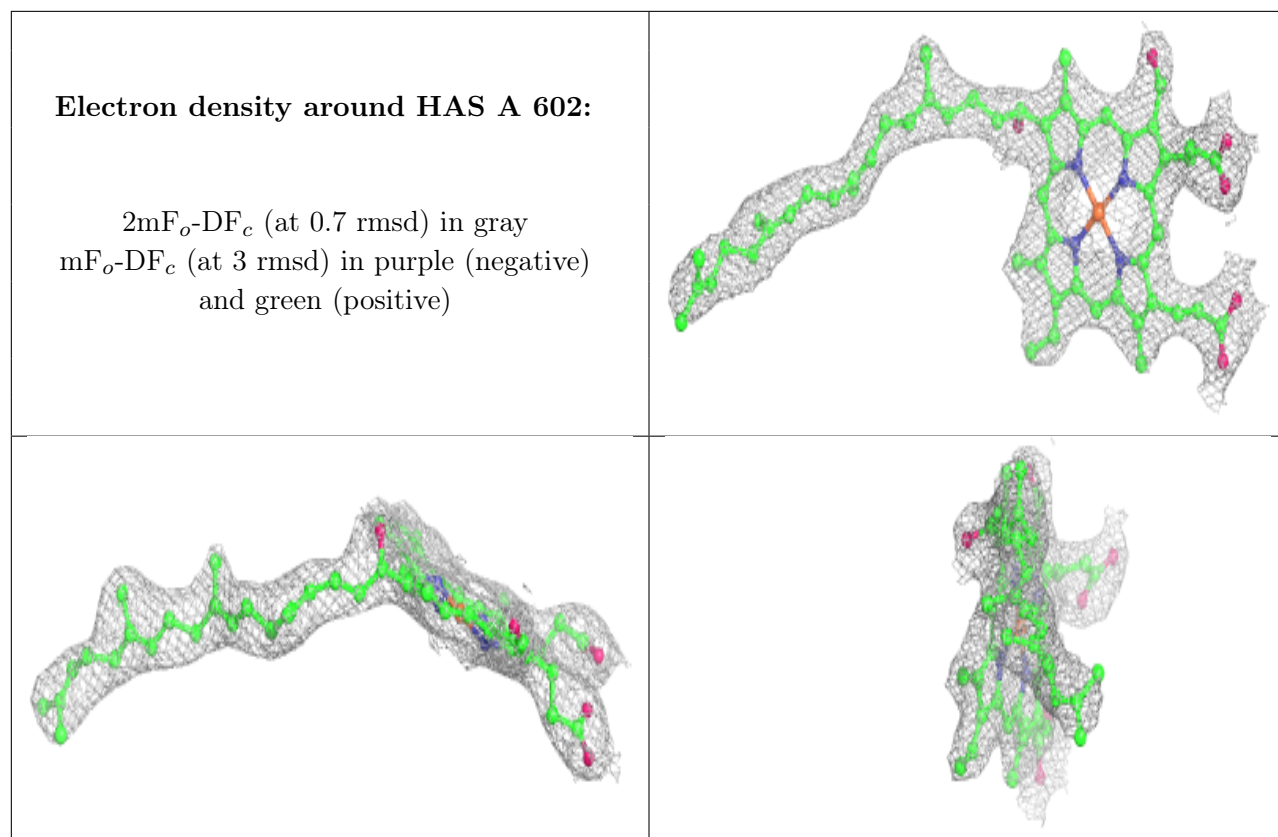 Electron density around HAS A 602:
2mFo-DFc (at 0.7 rmsd) in gray
mFo-DFc (at 3 rmsd) in purple (negative)
and green (positive)